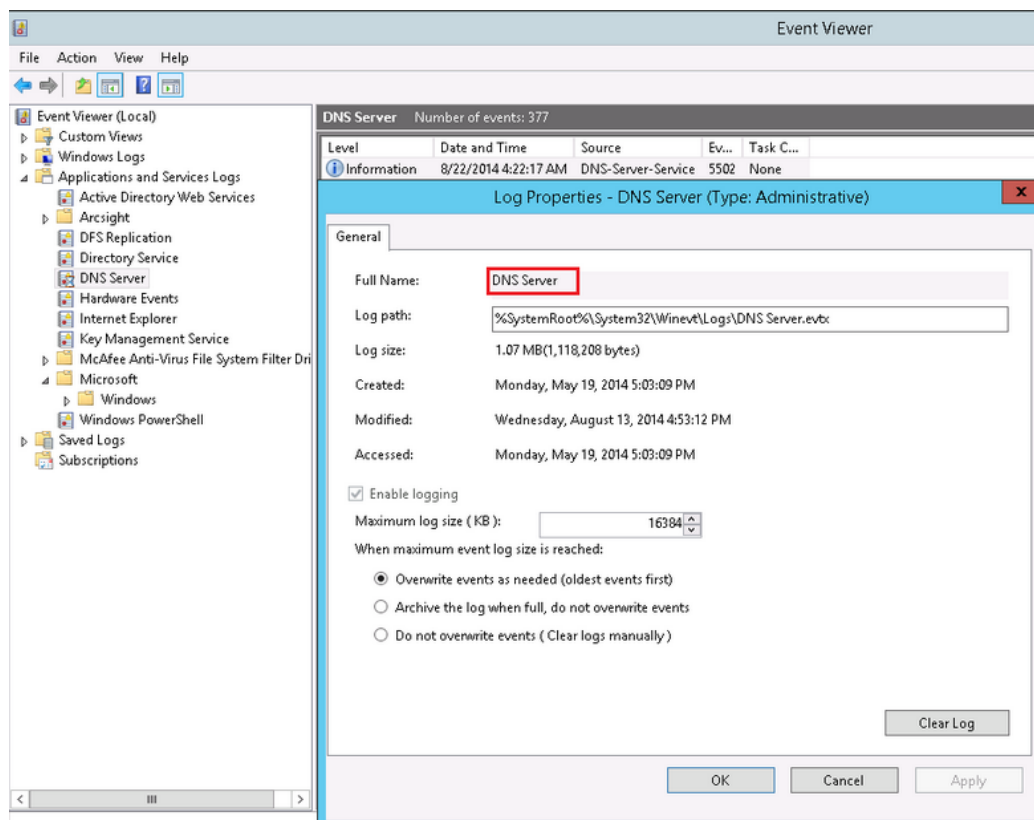 Event Viewer
File Action View Help
Event Viewer (Local)
Custom Views
Windows Logs
Applications and Services Logs
Active Directory Web Services
Arcsight
DFS Replication
Directory Service
DNS Server
Hardware Events
Internet Explorer
Key Management Service
McAfee Anti-Virus File System Filter Dri
Microsoft
Windows
Windows PowerShell
Saved Logs
Subscriptions
DNS Server Number of events: 377
Level Date and Time Source Ev... Task C...
Information 8/22/2014 4:22:17 AM DNS-Server-Service 5502 None
Log Properties - DNS Server (Type: Administrative)
x
General
Full Name: DNS Server
Log path: %SystemRoot%\System32\Winevt\Logs\DNS Server.evtx
Log size: 1.07 MB(1,118,208 bytes)
Created: Monday, May 19, 2014 5:03:09 PM
Modified: Wednesday, August 13, 2014 4:53:12 PM
Accessed: Monday, May 19, 2014 5:03:09 PM
Enable logging
Maximum log size ( KB ): 16384
When maximum event log size is reached:
Overwrite events as needed (oldest events first)
Archive the log when full, do not overwrite events
Do not overwrite events ( Clear logs manually )
Clear Log
OK Cancel Apply